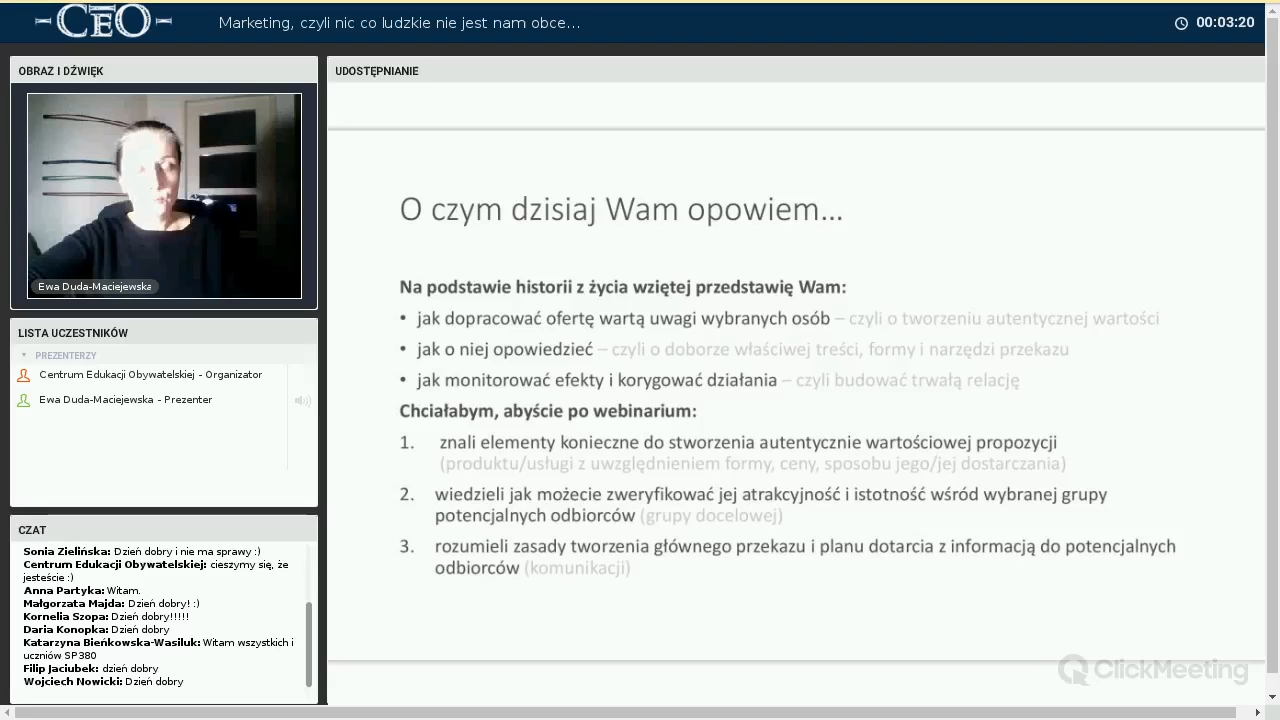 CEO
Marketing, czyli nic co ludzkie nie jest nam obce...
00:03:20
OBRAZ I DŹWIĘK
Ewa Duda-Maciejewska
LISTA UCZESTNIKÓW
PREZENTERZY
Centrum Edukacji Obywatelskiej - Organizator
Ewa Duda-Maciejewska - Prezenter
CZAT
Sonia Zielińska: Dzień dobry i nie ma sprawy :)
Centrum Edukacji Obywatelskiej: cieszymy się, że
jesteście :)
Anna Partyka: Witam.
Małgorzata Majda: Dzień dobry! :)
Kornelia Szopa: Dzień dobry!!!!!
Daria Konopka: Dzień dobry
Katarzyna Bieńkowska-Wasiluk: Witam wszystkich i
uczniów SP380
Filip Jaciubek: dzień dobry
Wojciech Nowicki: Dzień dobry
UDOSTĘPNIANIE
O czym dzisiaj Wam opowiem...
Na podstawie historii z życia wziętej przedstawię Wam:
• jak dopracować ofertę wartą uwagi wybranych osób – czyli o tworzeniu autentycznej wartości
• jak o niej opowiedzieć – czyli o doborze właściwej treści, formy i narzędzi przekazu
• jak monitorować efekty i korygować działania – czyli budować trwałą relację
Chciałabym, abyście po webinarium:
1. znali elementy konieczne do stworzenia autentycznie wartościowej propozycji
(produktu/usługi z uwzględnieniem formy, ceny, sposobu jego/jej dostarczania)
2. wiedzieli jak możecie zweryfikować jej atrakcyjność i istotność wśród wybranej grupy
potencjalnych odbiorców (grupy docelowej)
3. rozumieli zasady tworzenia głównego przekazu i planu dotarcia z informacją do potencjalnych
odbiorców (komunikacji)
ClickMeeting